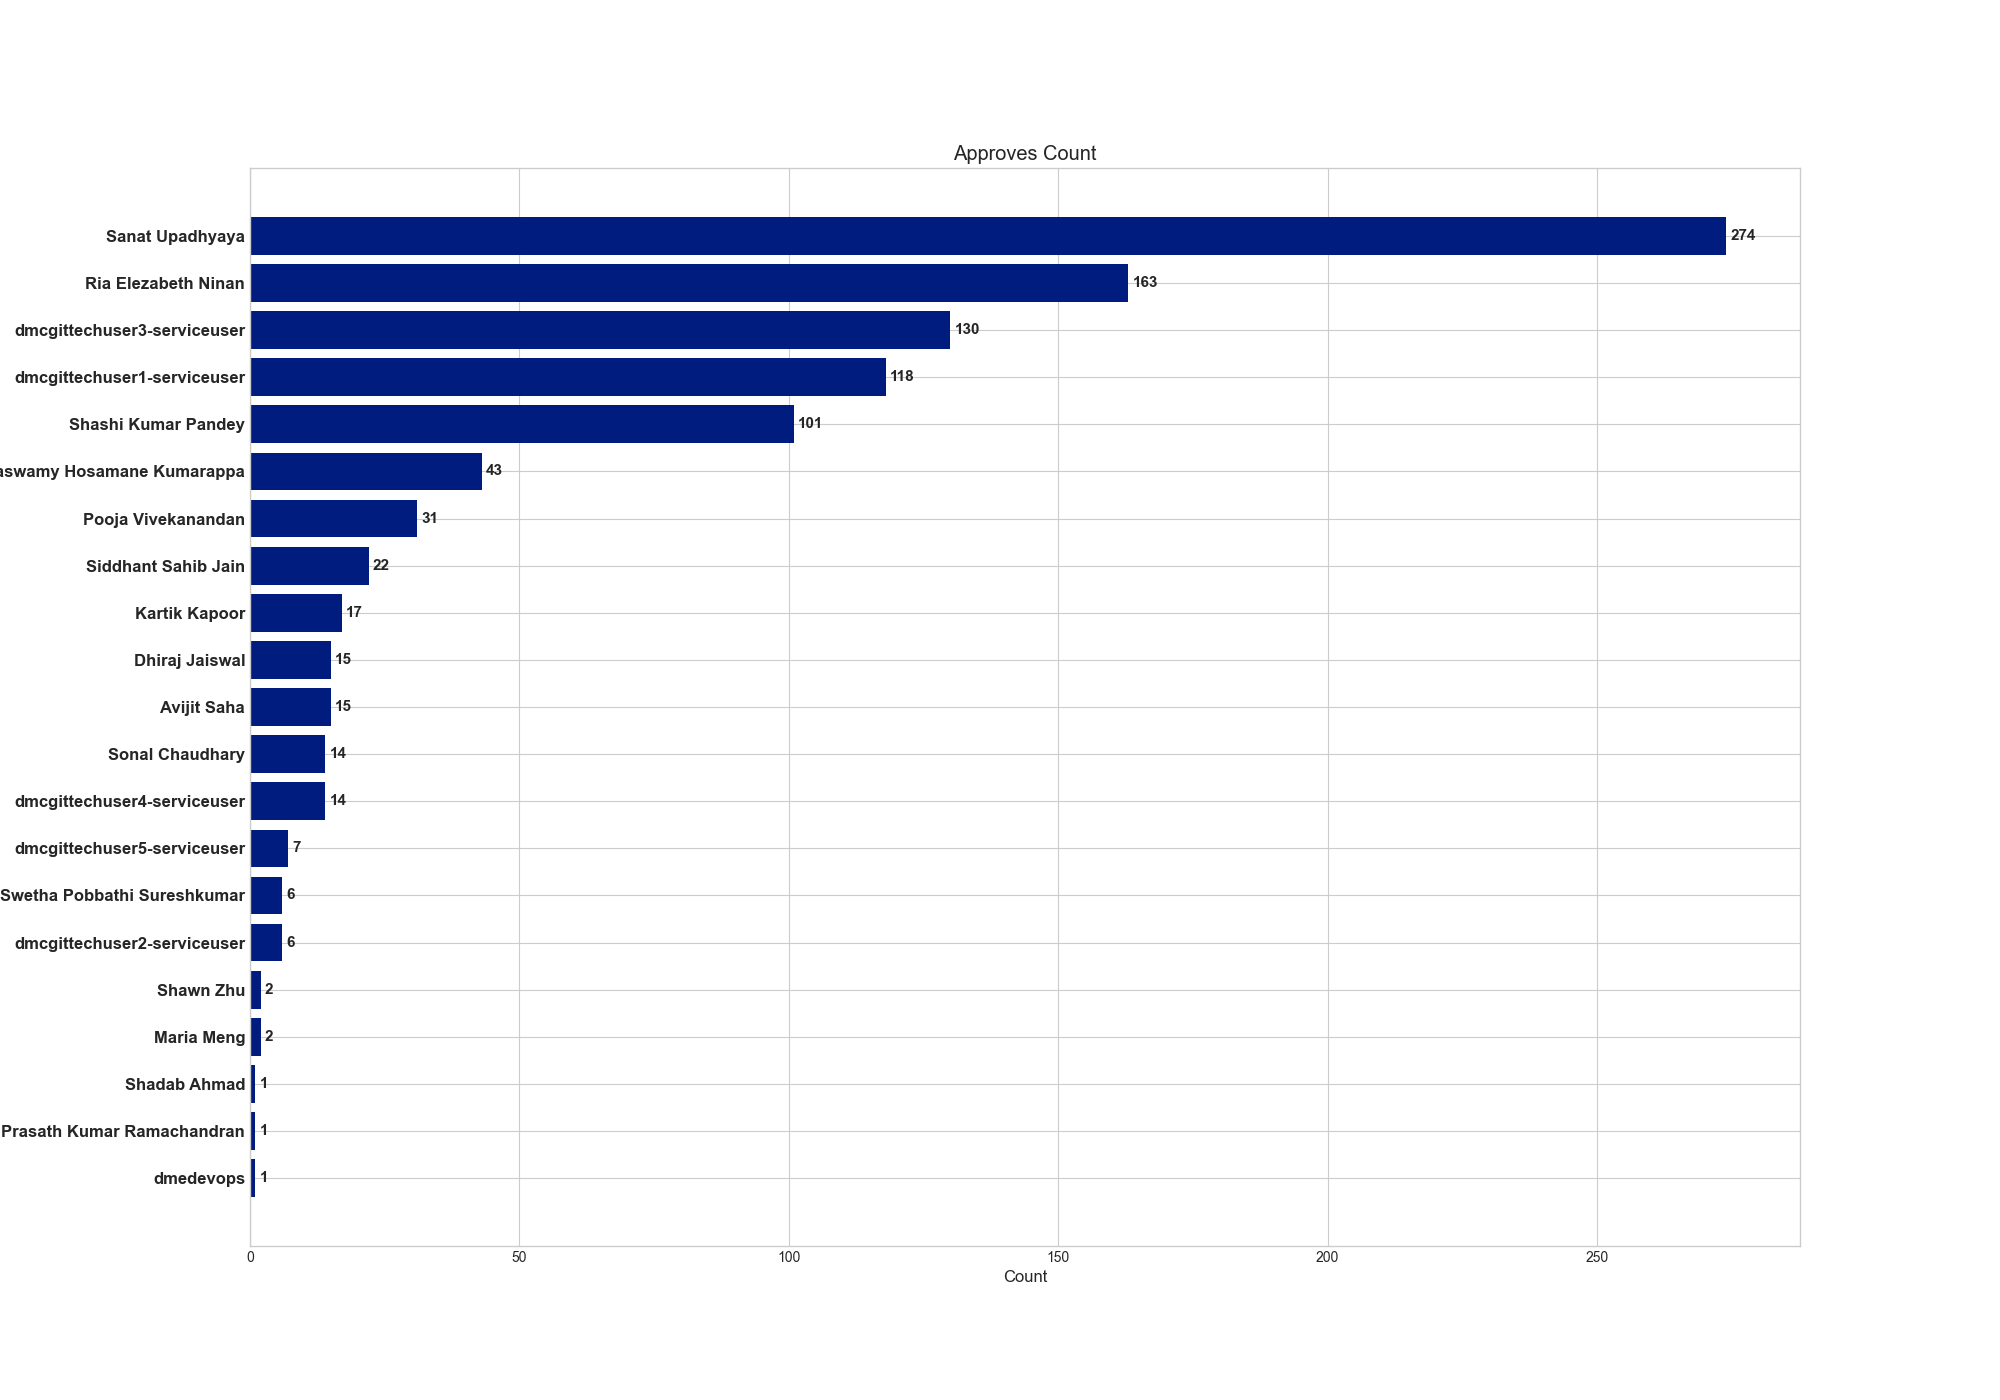 Approves Count
Sanat Upadhyaya 274
Ria Elezabeth Ninan 163
dmcgittechuser3-serviceuser 130
dmcgittechuser1-serviceuser 118
Shashi Kumar Pandey 101
Hosamane Kumarappa 43
Pooja Vivekanandan 31
Siddhant Sahib Jain 22
Kartik Kapoor 17
Dhiraj Jaiswal 15
Avijit Saha 15
Sonal Chaudhary 14
dmcgittechuser4-serviceuser 14
dmcgittechuser5-serviceuser 7
Swetha Pobbathi Sureshkumar 6
dmcgittechuser2-serviceuser 6
Shawn Zhu 2
Maria Meng 2
Shadab Ahmad 1
Prasath Kumar Ramachandran 1
dmedevops 1
0 50 100 150 200 250
Count